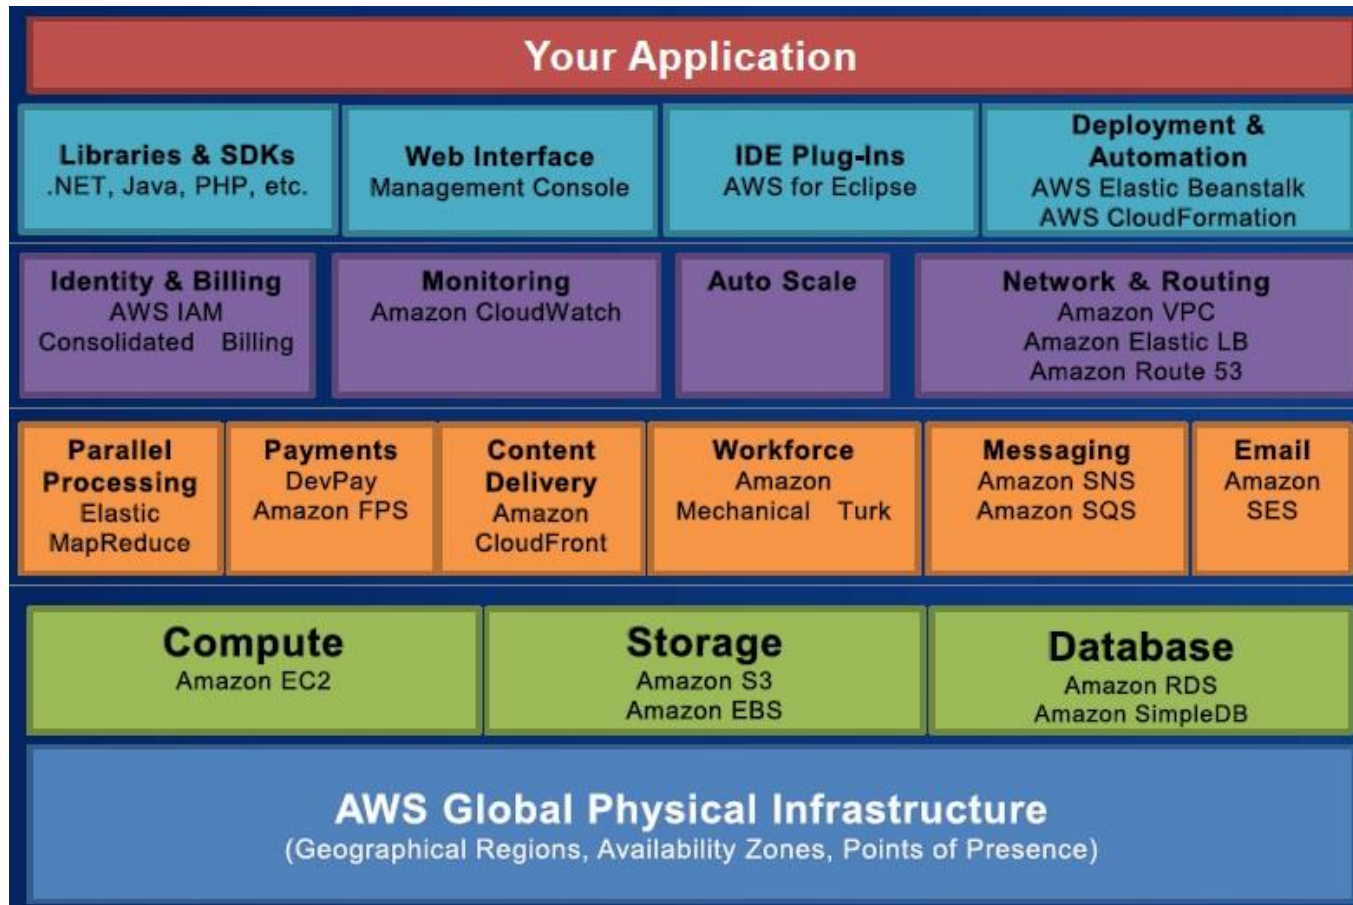 Your Application
Libraries & SDKs
.NET, Java, PHP, etc.
Web Interface
Management Console
IDE Plug-Ins
AWS for Eclipse
Deployment &
Automation
AWS Elastic Beanstalk
AWS CloudFormation
Identity & Billing
AWS IAM
Consolidated Billing
Monitoring
Amazon CloudWatch
Auto Scale
Network & Routing
Amazon VPC
Amazon Elastic LB
Amazon Route 53
Parallel
Processing
Elastic
MapReduce
Payments
DevPay
Amazon FPS
Content
Delivery
Amazon
CloudFront
Workforce
Amazon
Mechanical Turk
Messaging
Amazon SNS
Amazon SQS
Email
Amazon
SES
Compute
Amazon EC2
Storage
Amazon S3
Amazon EBS
Database
Amazon RDS
Amazon SimpleDB
AWS Global Physical Infrastructure
(Geographical Regions, Availability Zones, Points of Presence)